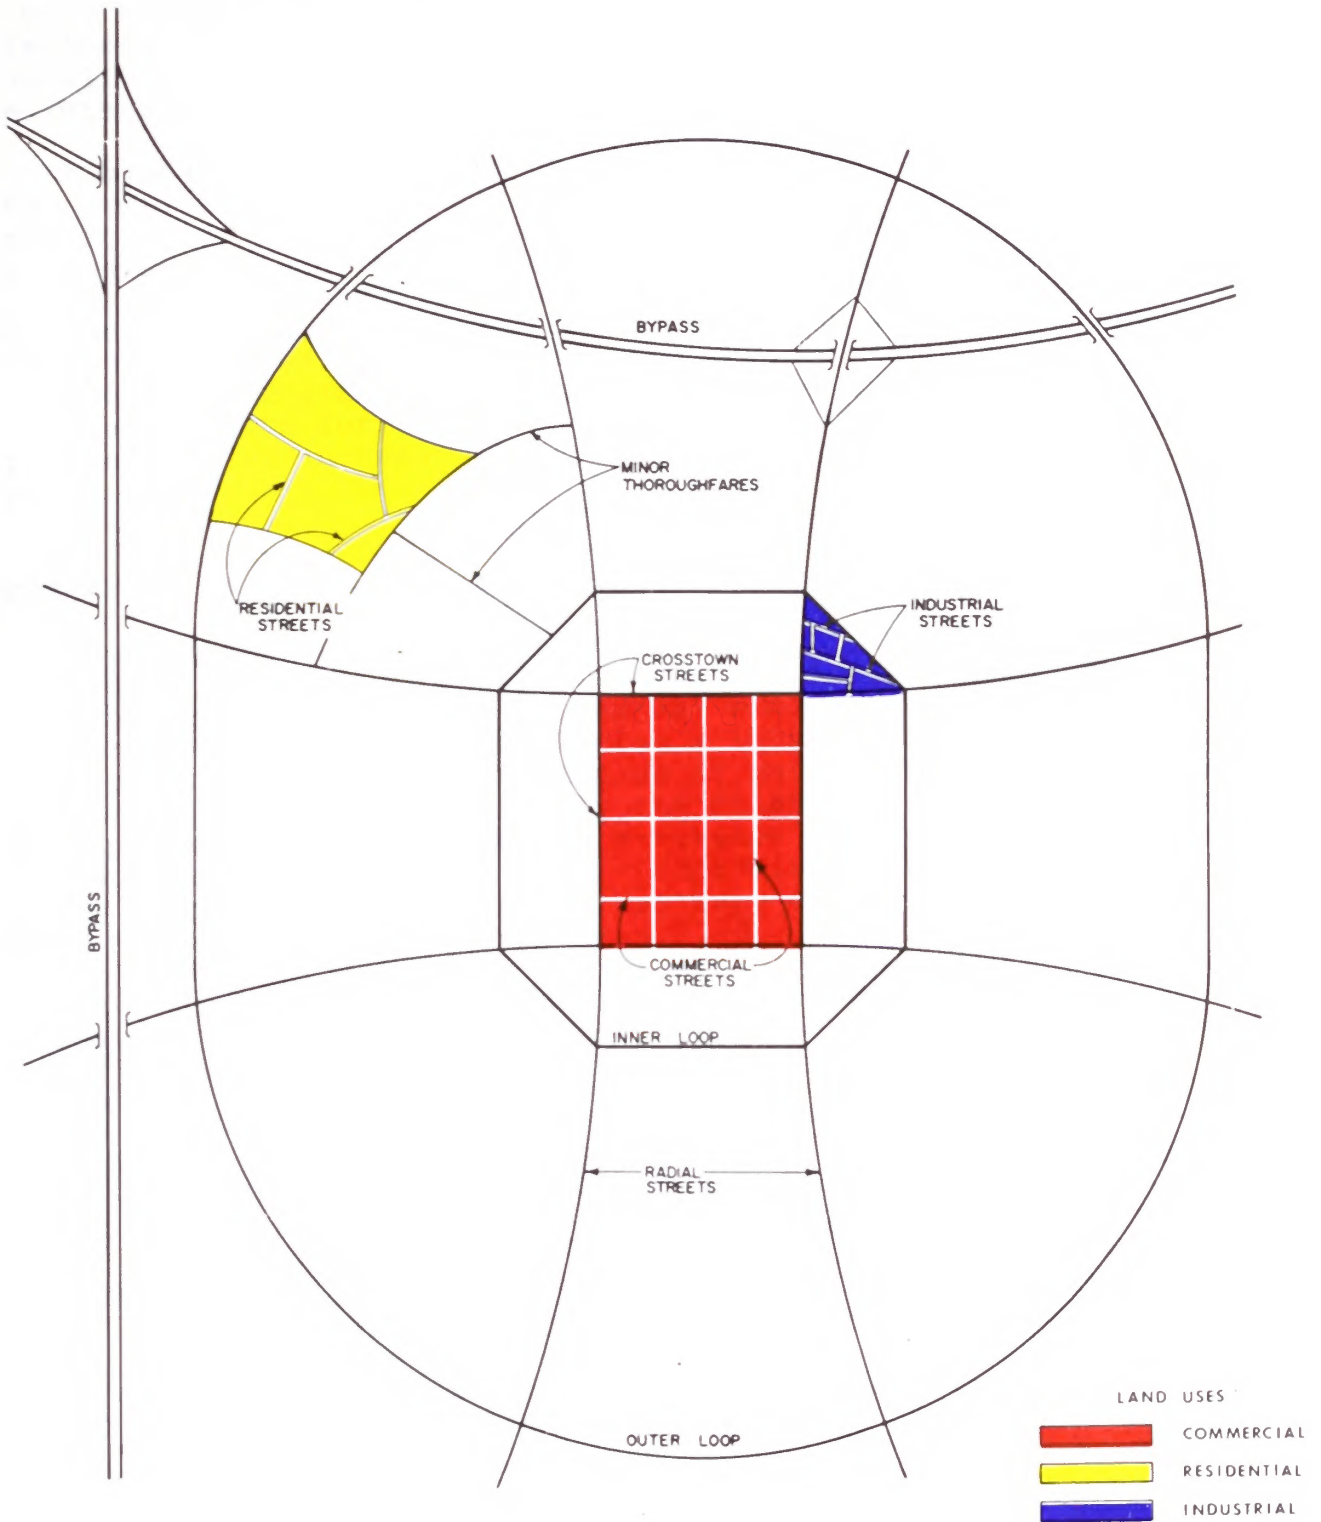 BYPASS
MINOR
THOROUGHFARES
RESIDENTIAL
STREETS
INDUSTRIAL
STREETS
CROSSTOWN
STREETS
BYPASS
COMMERCIAL
STREETS
INNER LOOP
RADIAL
STREETS
OUTER LOOP
LAND USES
COMMERCIAL
RESIDENTIAL
INDUSTRIAL